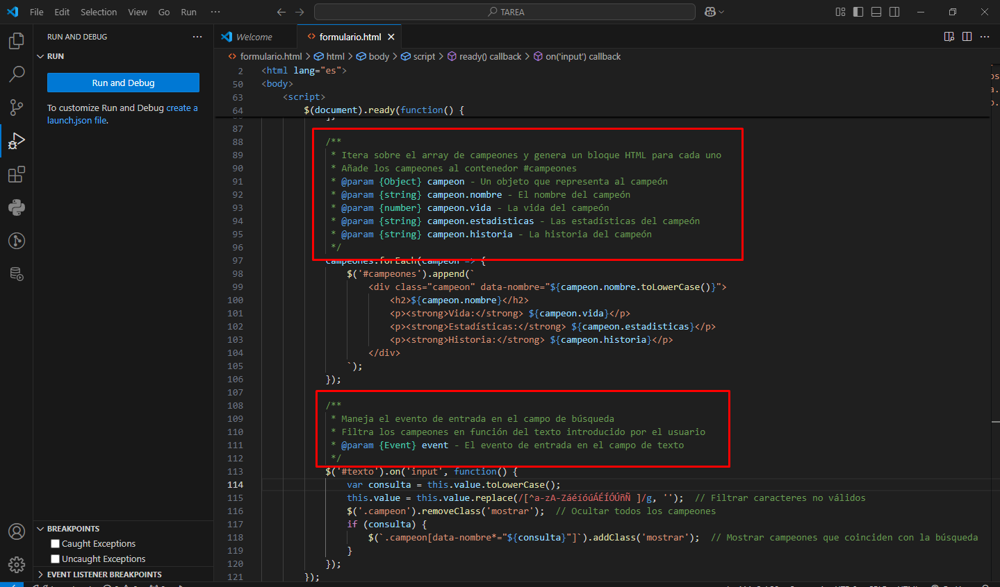 File Edit Selection View Go Run ··· TAREA
RUN AND DEBUG
RUN
Run and Debug
To customize Run and Debug create a
launch.json file.
BREAKPOINTS
Caught Exceptions
Uncaught Exceptions
EVENT LISTENER BREAKPOINTS
Welcome formulario.html
formulario.html > html > body > script > ready() callback > on('input') callback
2 <html lang="es">
50 <body>
63 <script>
64 $(document).ready(function() {
87
88 /**
89 * Itera sobre el array de campeones y genera un bloque HTML para cada uno
90 * Añade los campeones al contenedor #campeones
91 * @param {Object} campeon - Un objeto que representa al campeón
92 * @param {string} campeon.nombre - El nombre del campeón
93 * @param {number} campeon.vida - La vida del campeón
94 * @param {string} campeon.estadisticas - Las estadísticas del campeón
95 * @param {string} campeon.historia - La historia del campeón
96 */
97 campeones.forEach(campeon => {
98 $('#campeones').append(`
99 <div class="campeon" data-nombre="${campeon.nombre.toLowerCase()}">
100 <h2>${campeon.nombre}</h2>
101 <p><strong>Vida:</strong> ${campeon.vida}</p>
102 <p><strong>Estadísticas:</strong> ${campeon.estadisticas}</p>
103 <p><strong>Historia:</strong> ${campeon.historia}</p>
104 </div>
105 `);
106 });
107
108 /**
109 * Maneja el evento de entrada en el campo de búsqueda
110 * Filtra los campeones en función del texto introducido por el usuario
111 * @param {Event} event - El evento de entrada en el campo de texto
112 */
113 $('#texto').on('input', function() {
114 var consulta = this.value.toLowerCase();
115 this.value = this.value.replace(/[^a-zA-ZáéíóúÁÉÍÓÚñÑ ]/g, ''); // Filtrar caracteres no válidos
116 $('.campeon').removeClass('mostrar'); // Ocultar todos los campeones
117 if (consulta) {
118 $(`.campeon[data-nombre*="${consulta}"]`).addClass('mostrar'); // Mostrar campeones que coinciden con la búsqueda
119 }
120 });
121 });